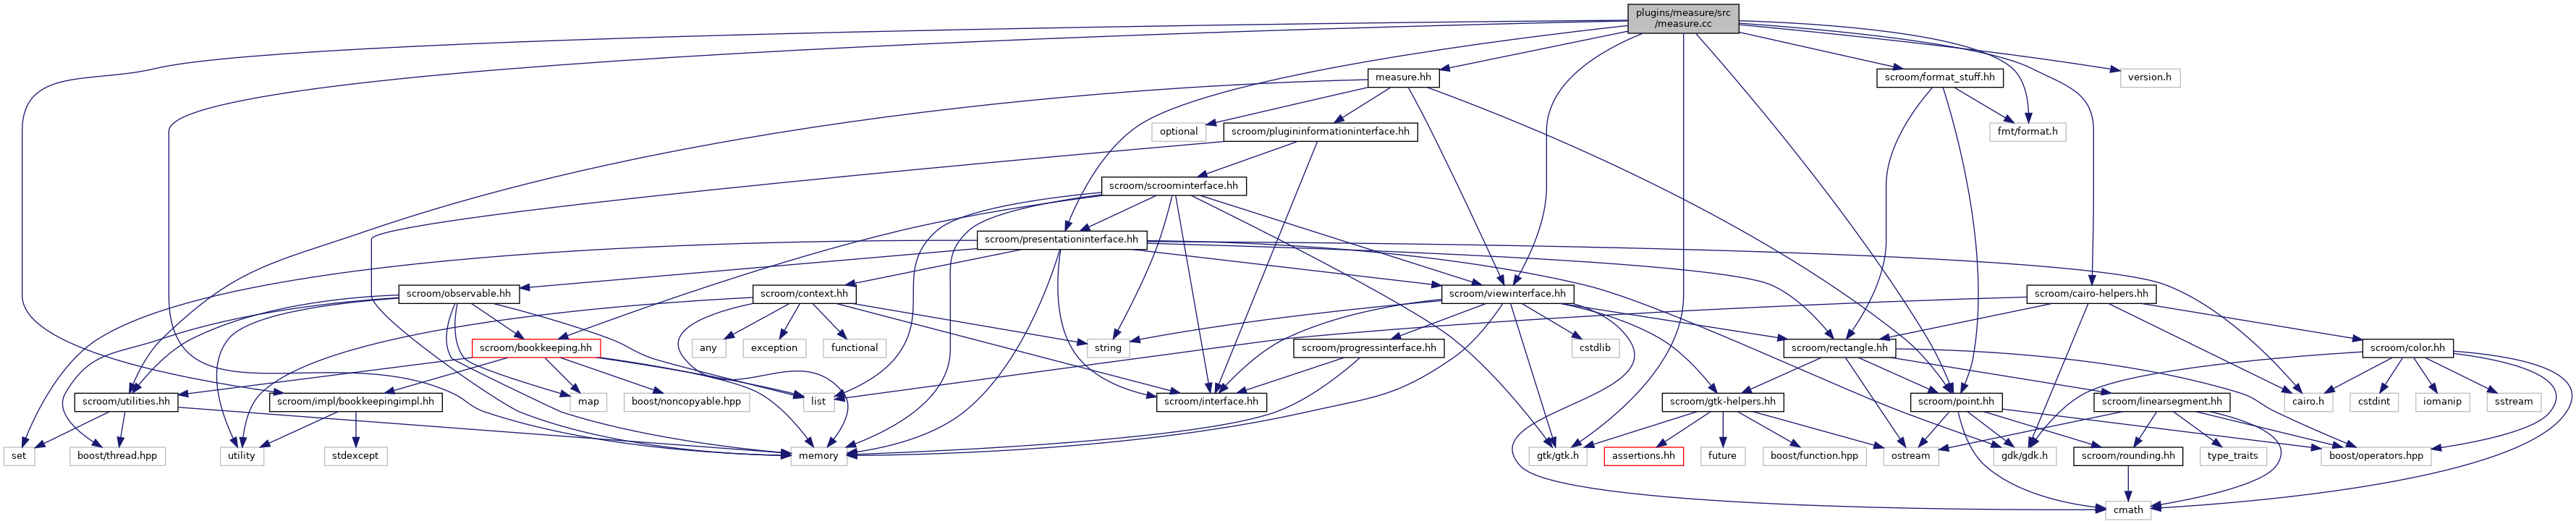 plugins/measure/src
/measure.cc
measure.hh
scroom/format_stuff.hh
version.h
optional
scroom/plugininformationinterface.hh
fmt/format.h
scroom/scroominterface.hh
scroom/presentationinterface.hh
scroom/observable.hh
scroom/context.hh
scroom/viewinterface.hh
scroom/cairo-helpers.hh
scroom/bookkeeping.hh
any
exception
functional
string
scroom/progressinterface.hh
cstdlib
scroom/rectangle.hh
scroom/color.hh
scroom/utilities.hh
scroom/impl/bookkeepingimpl.hh
map
boost/noncopyable.hpp
list
scroom/interface.hh
scroom/gtk-helpers.hh
scroom/point.hh
scroom/linearsegment.hh
cairo.h
cstdint
iomanip
sstream
set
boost/thread.hpp
utility
stdexcept
memory
gtk/gtk.h
assertions.hh
future
boost/function.hpp
ostream
gdk/gdk.h
scroom/rounding.hh
type_traits
boost/operators.hpp
cmath